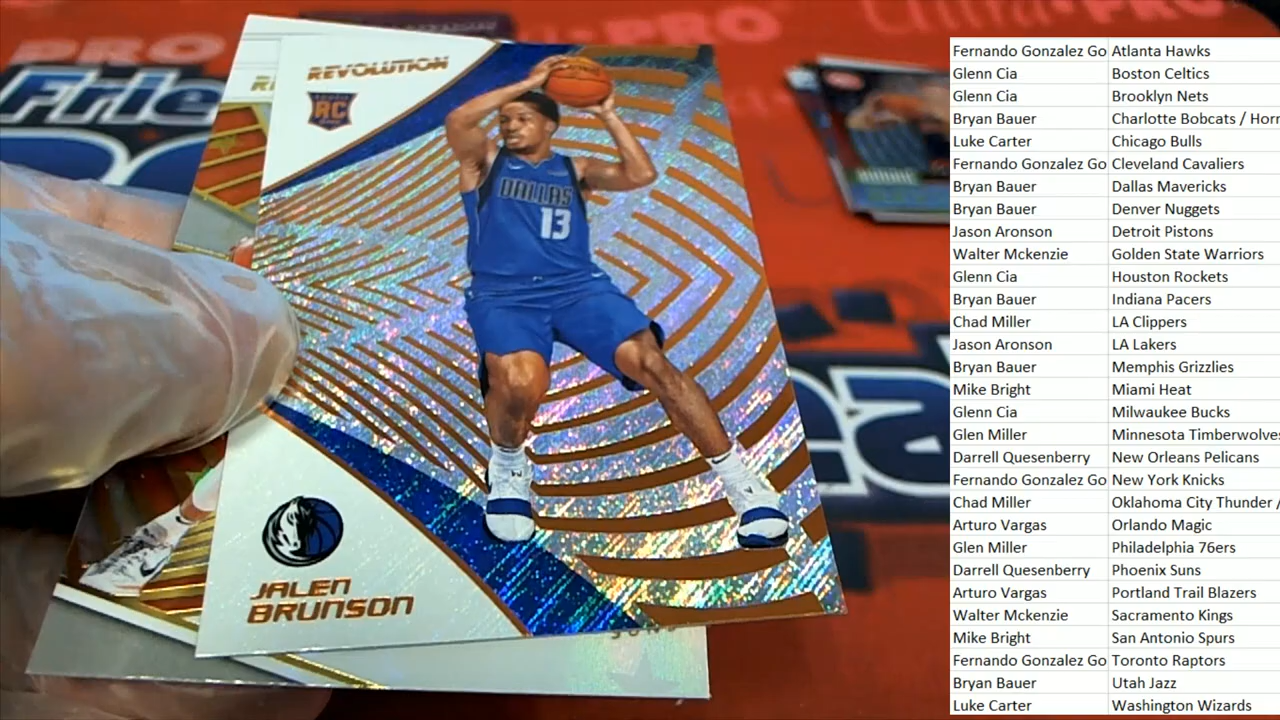 PRO
PRO
Frie
REVOLUTION
RC
DALLAS
13
JALEN
BRUNSON
Fernando Gonzalez Go Atlanta Hawks
Glenn Cia Boston Celtics
Glenn Cia Brooklyn Nets
Bryan Bauer Charlotte Bobcats / Horr
Luke Carter Chicago Bulls
Fernando Gonzalez Go Cleveland Cavaliers
Bryan Bauer Dallas Mavericks
Bryan Bauer Denver Nuggets
Jason Aronson Detroit Pistons
Walter Mckenzie Golden State Warriors
Glenn Cia Houston Rockets
Bryan Bauer Indiana Pacers
Chad Miller LA Clippers
Jason Aronson LA Lakers
Bryan Bauer Memphis Grizzlies
Mike Bright Miami Heat
Glenn Cia Milwaukee Bucks
Glen Miller Minnesota Timberwolves
Darrell Quesenberry New Orleans Pelicans
Fernando Gonzalez Go New York Knicks
Chad Miller Oklahoma City Thunder /
Arturo Vargas Orlando Magic
Glen Miller Philadelphia 76ers
Darrell Quesenberry Phoenix Suns
Arturo Vargas Portland Trail Blazers
Walter Mckenzie Sacramento Kings
Mike Bright San Antonio Spurs
Fernando Gonzalez Go Toronto Raptors
Bryan Bauer Utah Jazz
Luke Carter Washington Wizards